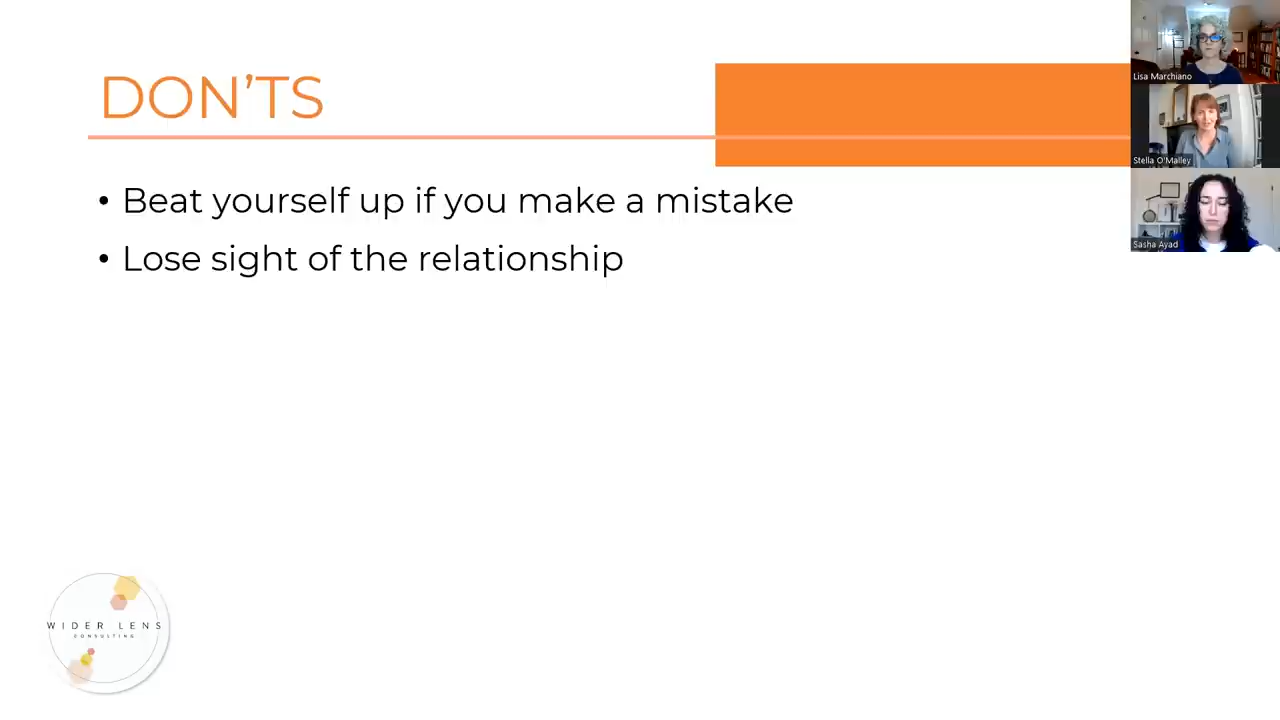 DON'TS
• Beat yourself up if you make a mistake
• Lose sight of the relationship
Lisa Marchiano
Stella O'Malley
Sasha Ayad
WIDER LENS
CONSULTING